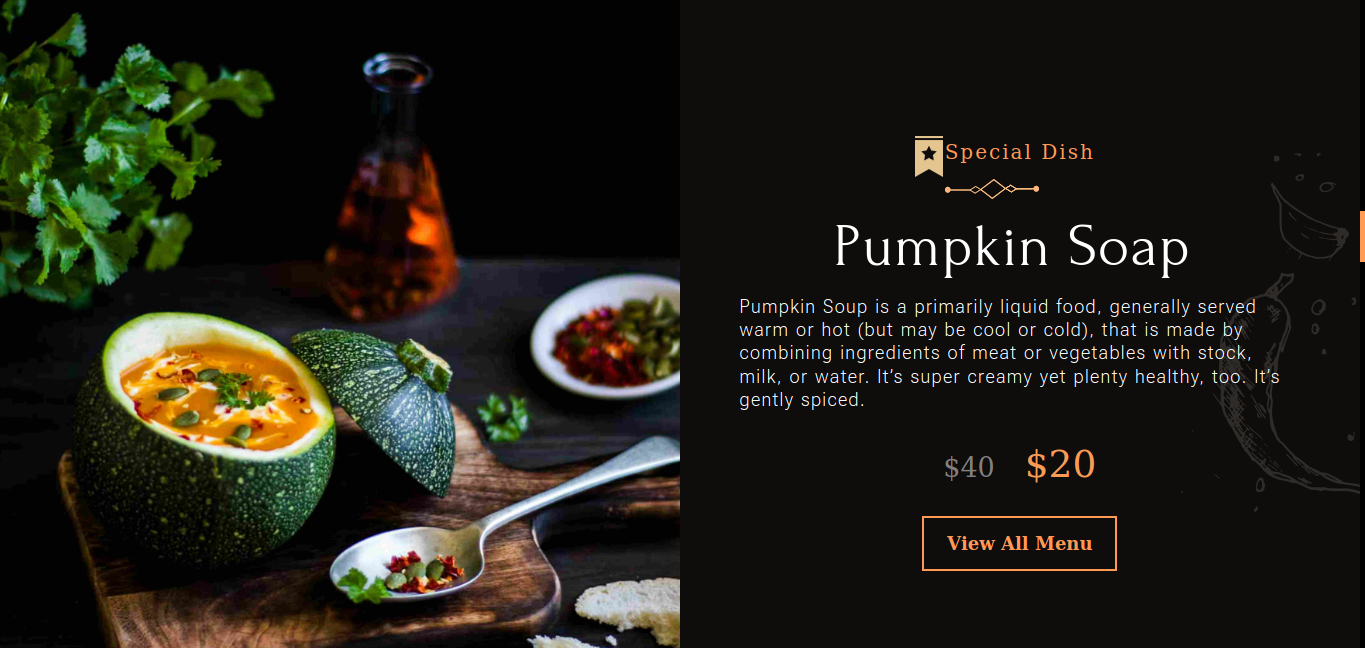 Special Dish
Pumpkin Soap
Pumpkin Soup is a primarily liquid food, generally served
warm or hot (but may be cool or cold), that is made by
combining ingredients of meat or vegetables with stock,
milk, or water. It’s super creamy yet plenty healthy, too. It’s
gently spiced.
$40 $20
View All Menu